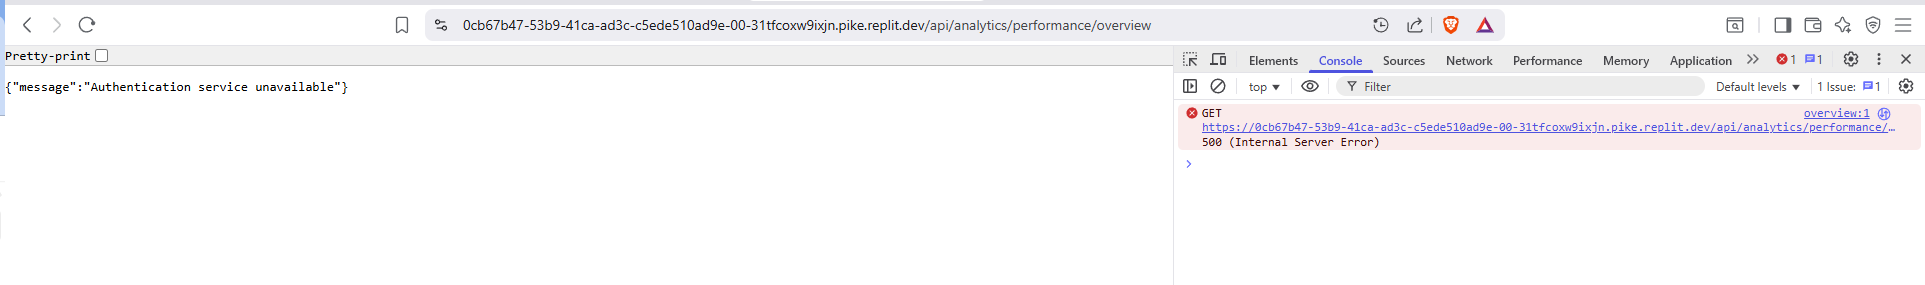 0cb67b47-53b9-41ca-ad3c-c5ede510ad9e-00-31tfcoxw9ixjn.pike.replit.dev/api/analytics/performance/overview
Pretty-print
{"message":"Authentication service unavailable"}
Elements Console Sources Network Performance Memory Application 1 1
top Filter Default levels 1 Issue: 1
GET overview:1
https://0cb67b47-53b9-41ca-ad3c-c5ede510ad9e-00-31tfcoxw9ixjn.pike.replit.dev/api/analytics/performance/…
500 (Internal Server Error)